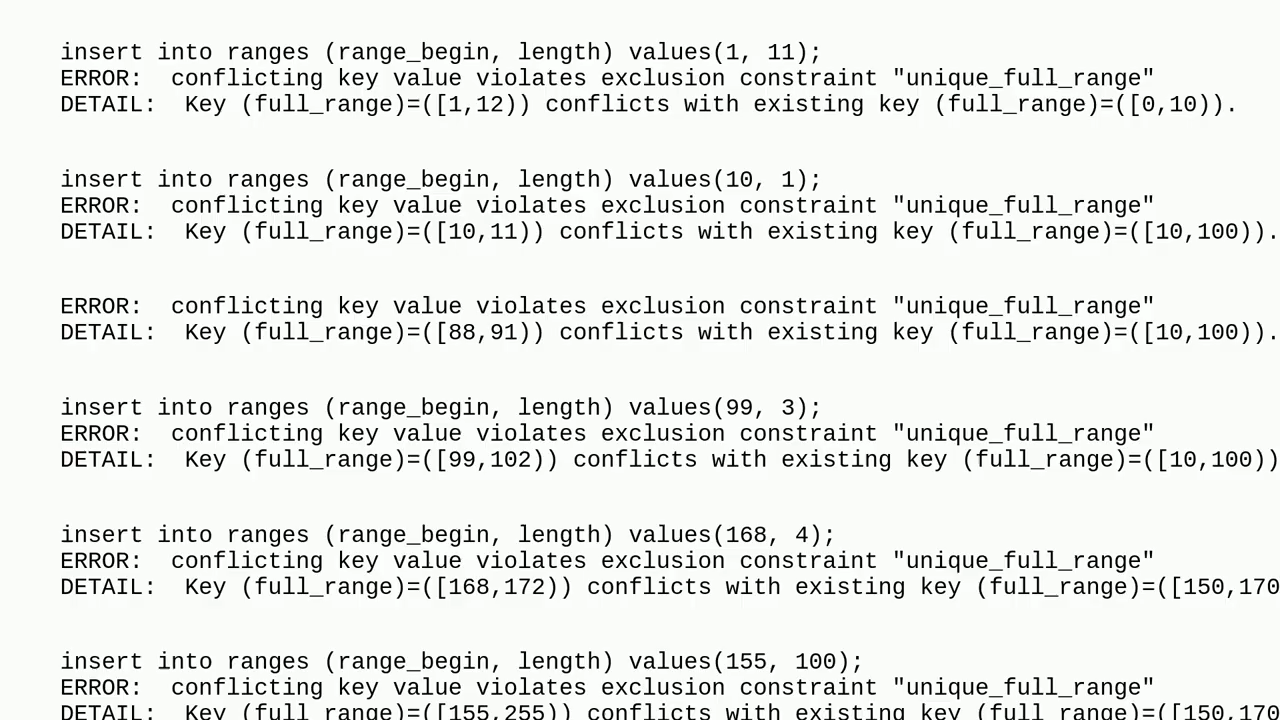 insert into ranges (range_begin, length) values(1, 11);
ERROR:  conflicting key value violates exclusion constraint "unique_full_range"
DETAIL:  Key (full_range)=([1,12)) conflicts with existing key (full_range)=([0,10)).
insert into ranges (range_begin, length) values(10, 1);
ERROR:  conflicting key value violates exclusion constraint "unique_full_range"
DETAIL:  Key (full_range)=([10,11)) conflicts with existing key (full_range)=([10,100)).
ERROR:  conflicting key value violates exclusion constraint "unique_full_range"
DETAIL:  Key (full_range)=([88,91)) conflicts with existing key (full_range)=([10,100)).
insert into ranges (range_begin, length) values(99, 3);
ERROR:  conflicting key value violates exclusion constraint "unique_full_range"
DETAIL:  Key (full_range)=([99,102)) conflicts with existing key (full_range)=([10,100))
insert into ranges (range_begin, length) values(168, 4);
ERROR:  conflicting key value violates exclusion constraint "unique_full_range"
DETAIL:  Key (full_range)=([168,172)) conflicts with existing key (full_range)=([150,170
insert into ranges (range_begin, length) values(155, 100);
ERROR:  conflicting key value violates exclusion constraint "unique_full_range"
DETAIL:  Key (full_range)=([155,255)) conflicts with existing key (full_range)=([150,170